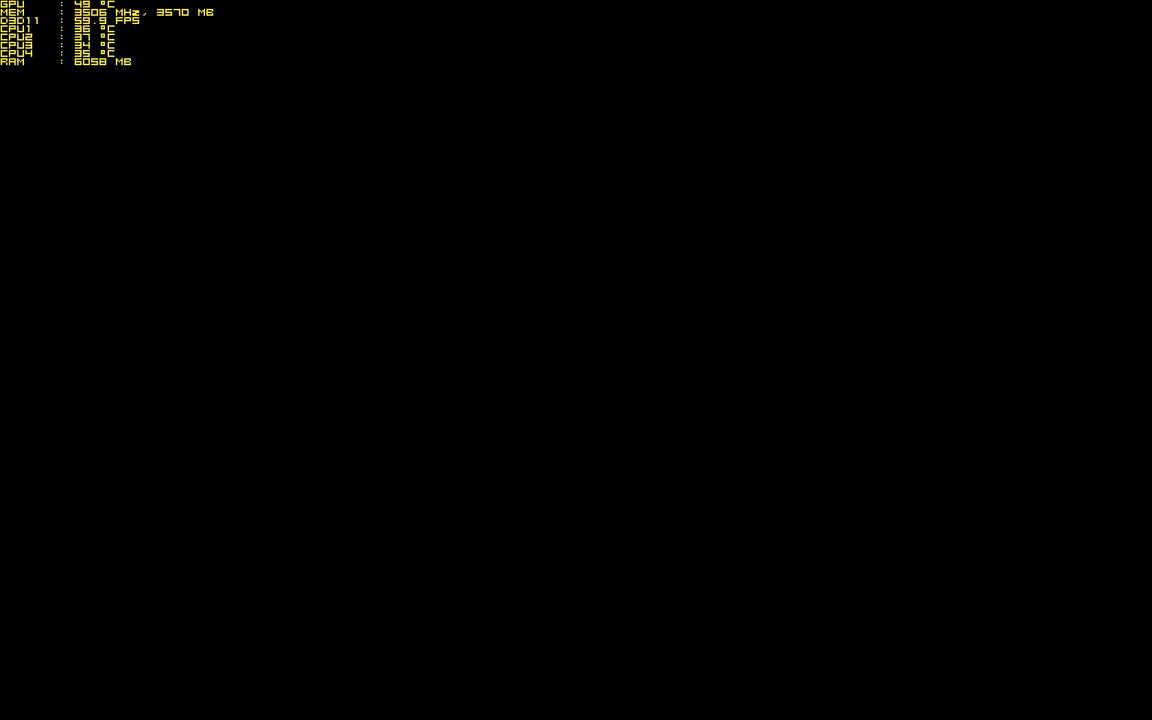 GPU : 49 °C
MEM : 3506 MHz, 3570 MB
D3D11 : 59.9 FPS
CPU1 : 36 °C
CPU2 : 37 °C
CPU3 : 34 °C
CPU4 : 35 °C
RAM : 6058 MB